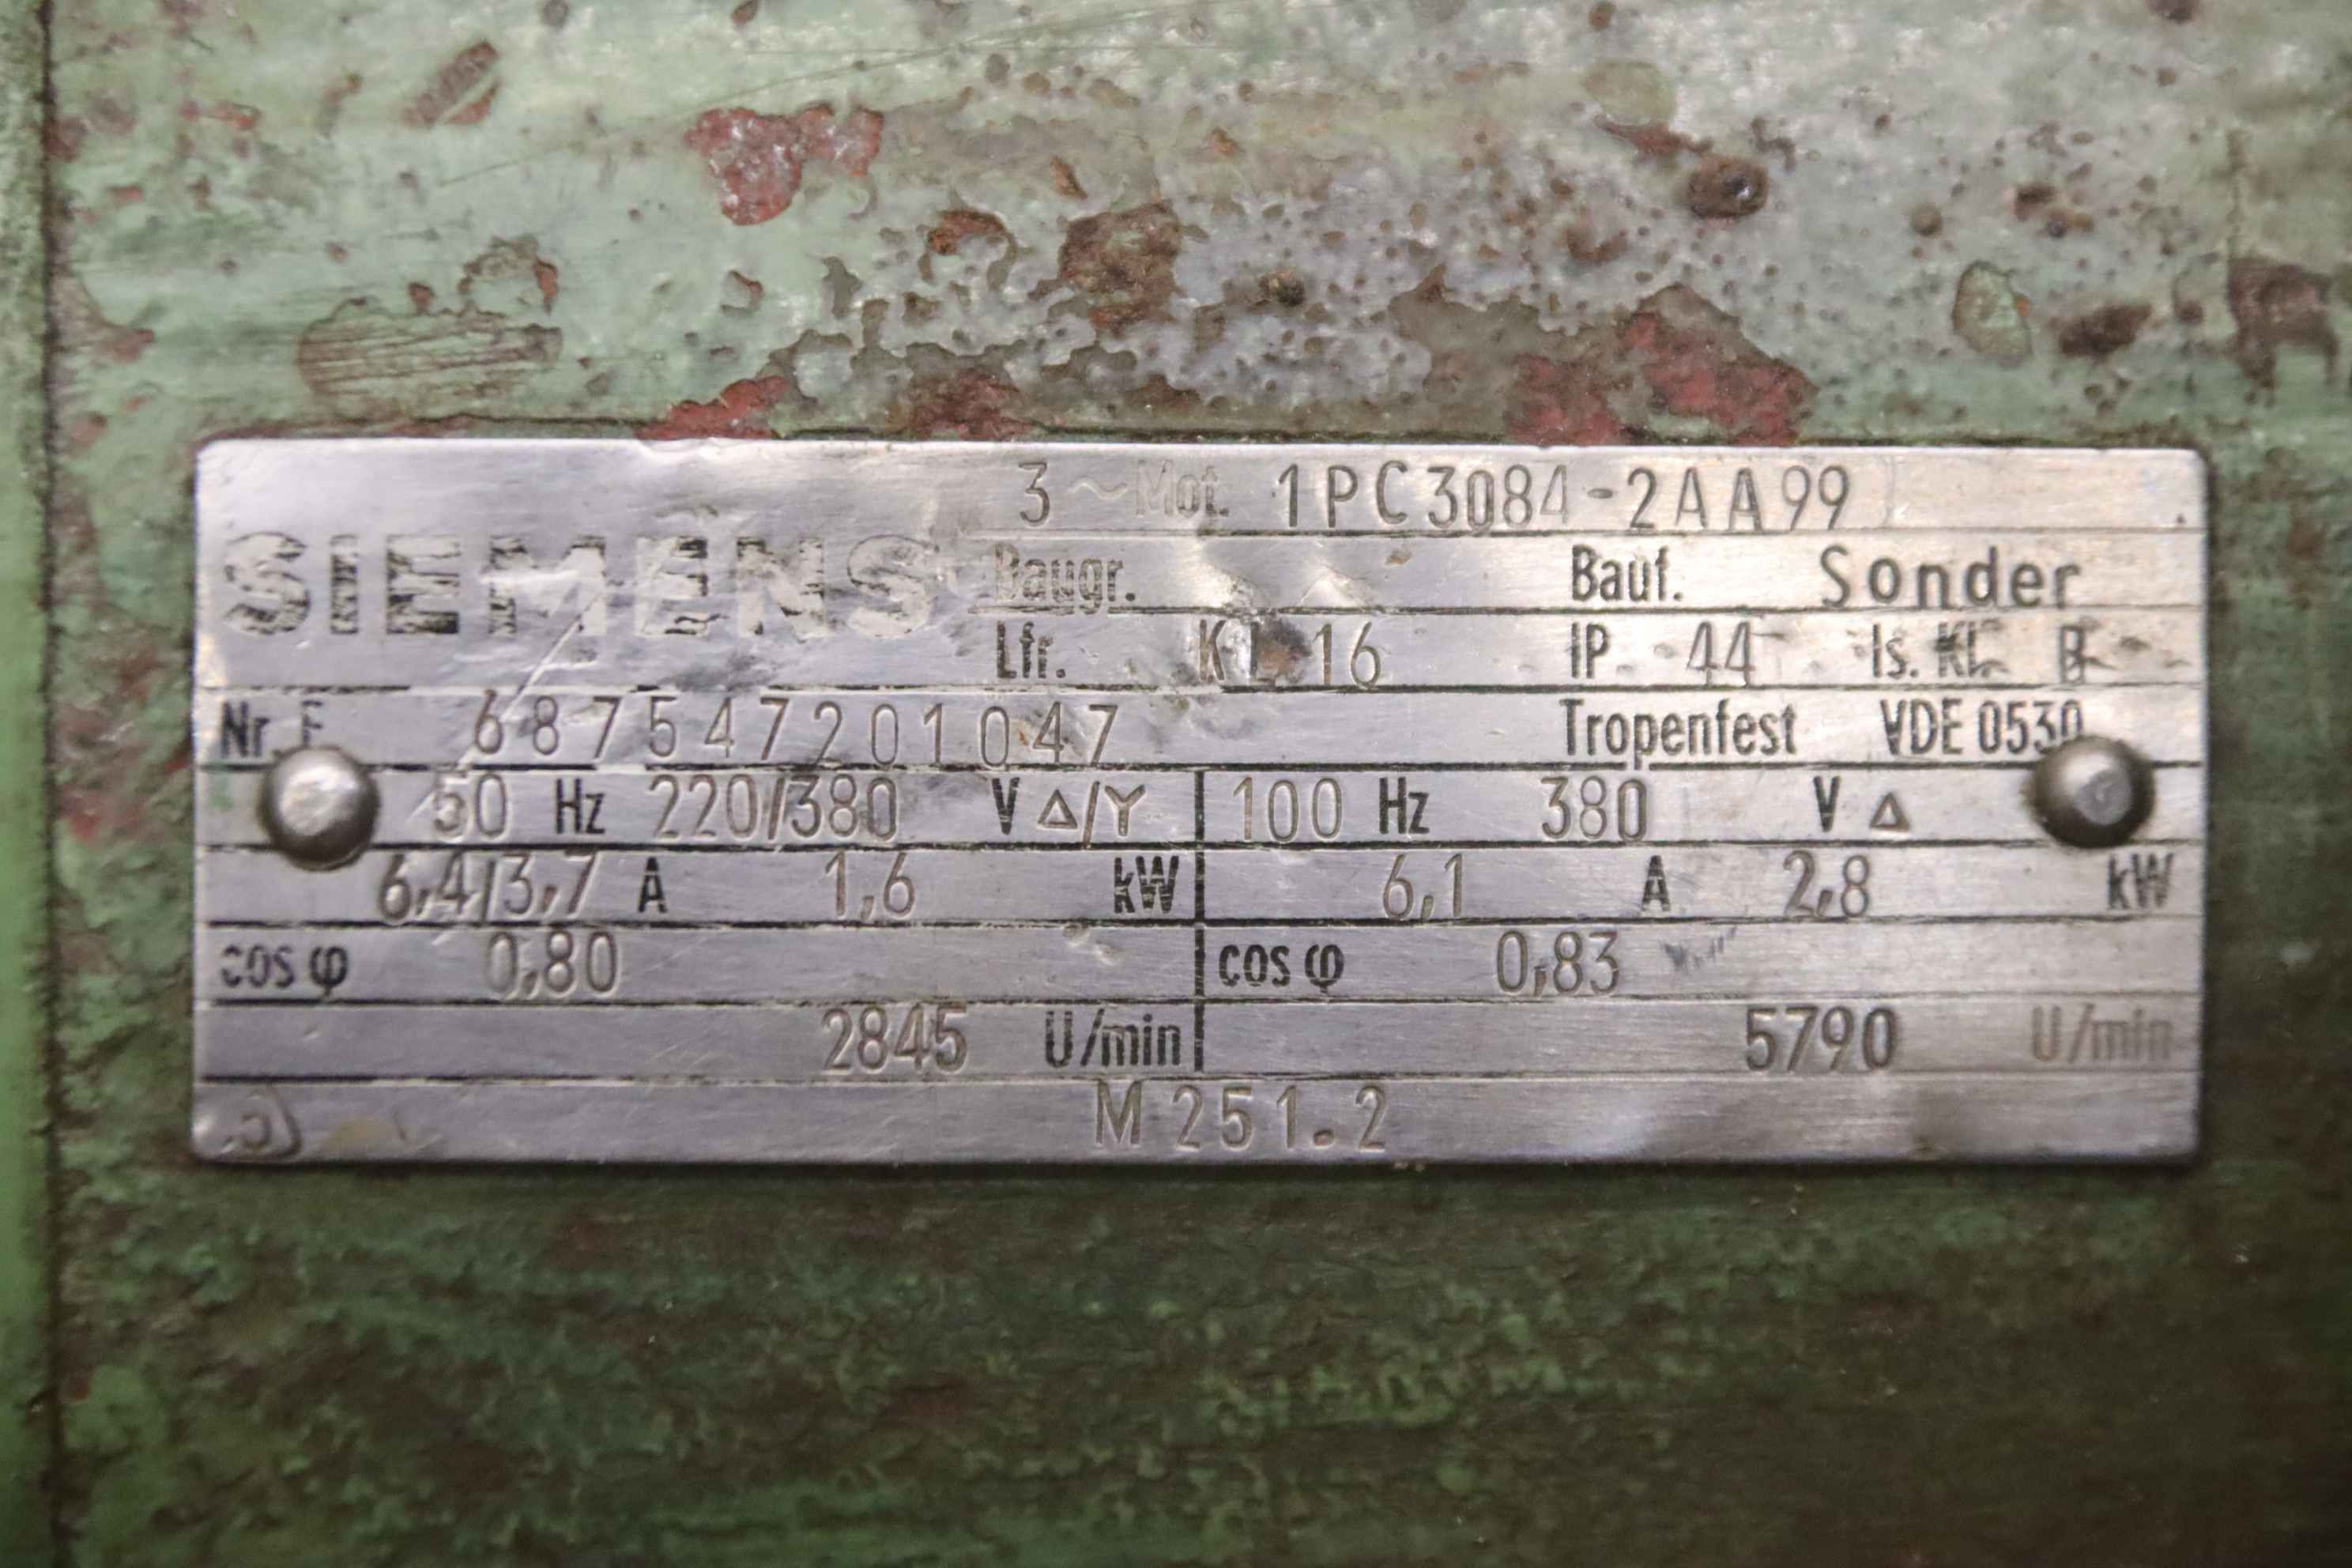 3 ~ Mot. 1PC3084-2AA99
SIEMENS
Baugr. Bauf. Sonder
Lfr. KL 16 IP 44 Is. Kl. B
Nr. E 687547201047 Tropenfest VDE 0530
50 Hz 220/380 V △/Y 100 Hz 380 V △
6,4/3,7 A 1,6 kW 6,1 A 2,8 kW
cos φ 0,80 cos φ 0,83
2845 U/min 5790 U/min
M 251.2